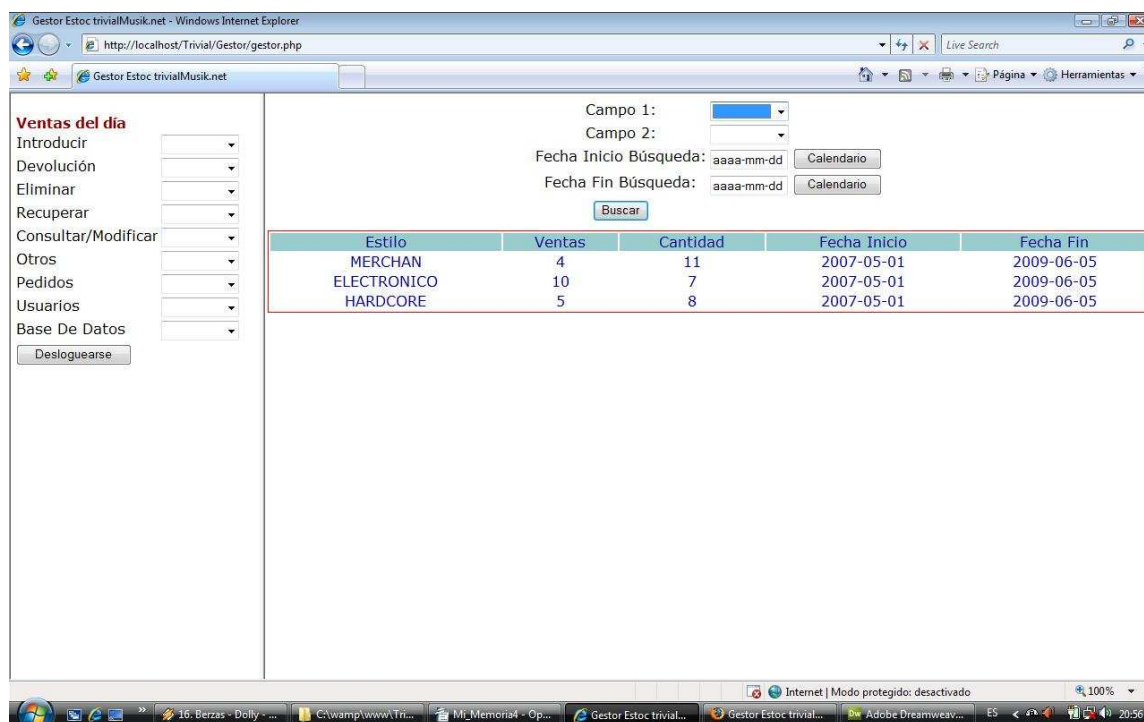 Gestor Estoc trivialMusik.net - Windows Internet Explorer
http://localhost/Trivial/Gestor/gestor.php
Live Search
Gestor Estoc trivialMusik.net
Página
Herramientas
Ventas del día
Introducir
Devolución
Eliminar
Recuperar
Consultar/Modificar
Otros
Pedidos
Usuarios
Base De Datos
Desloguearse
Campo 1:
Campo 2:
Fecha Inicio Búsqueda: aaaa-mm-dd Calendario
Fecha Fin Búsqueda: aaaa-mm-dd Calendario
Buscar
Estilo Ventas Cantidad Fecha Inicio Fecha Fin
MERCHAN 4 11 2007-05-01 2009-06-05
ELECTRONICO 10 7 2007-05-01 2009-06-05
HARDCORE 5 8 2007-05-01 2009-06-05
Internet | Modo protegido: desactivado 100%
16. Berzas - Dolly - ... C:\wamp\www\Tri... Mi_Memoria4 - Op... Gestor Estoc trivial... Gestor Estoc trivial... Adobe Dreamweav... ES